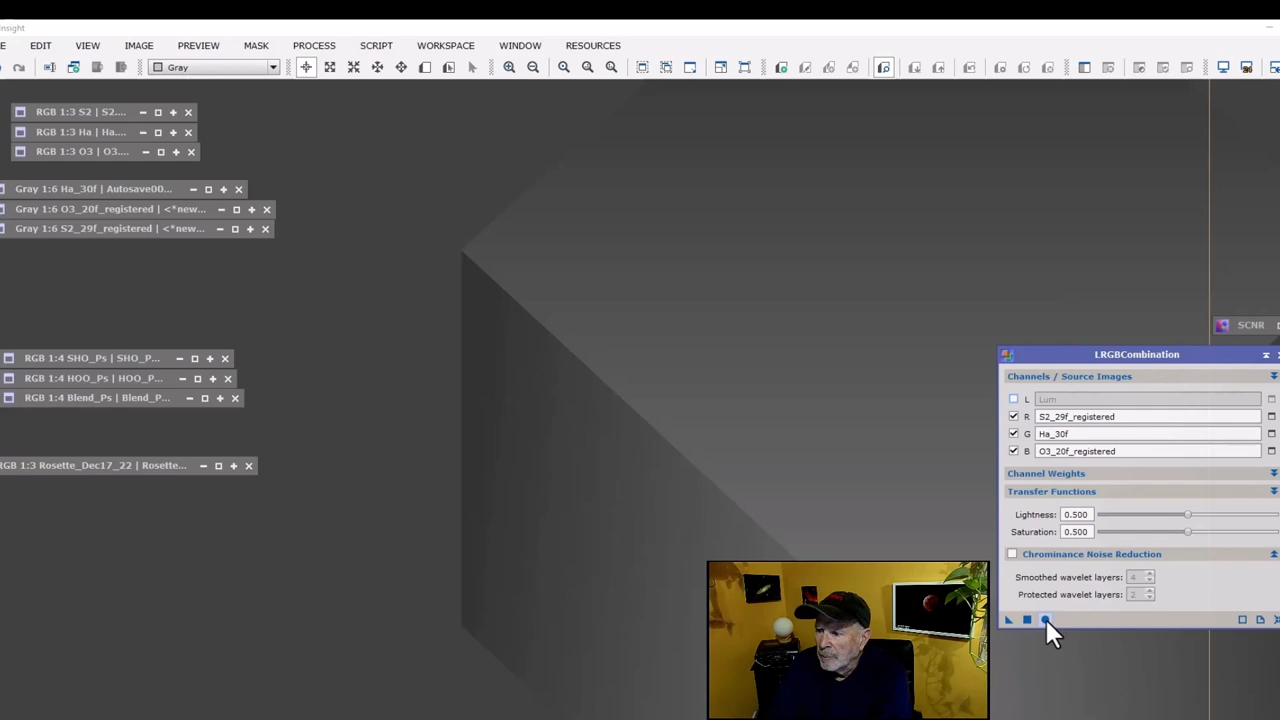 nsight
E EDIT VIEW IMAGE PREVIEW MASK PROCESS SCRIPT WORKSPACE WINDOW RESOURCES
Gray
RGB 1:3 S2 | S2....
RGB 1:3 Ha | Ha....
RGB 1:3 O3 | O3....
Gray 1:6 Ha_30f | Autosave00...
Gray 1:6 O3_20f_registered | <*new...
Gray 1:6 S2_29f_registered | <*new...
SCNR
LRGBCombination
RGB 1:4 SHO_Ps | SHO_P...
Channels / Source Images
RGB 1:4 HOO_Ps | HOO_P...
RGB 1:4 Blend_Ps | Blend_P...
L Lum
R S2_29f_registered
G Ha_30f
B O3_20f_registered
RGB 1:3 Rosette_Dec17_22 | Rosette...
Channel Weights
Transfer Functions
Lightness: 0.500
Saturation: 0.500
Chrominance Noise Reduction
Smoothed wavelet layers: 4
Protected wavelet layers: 2